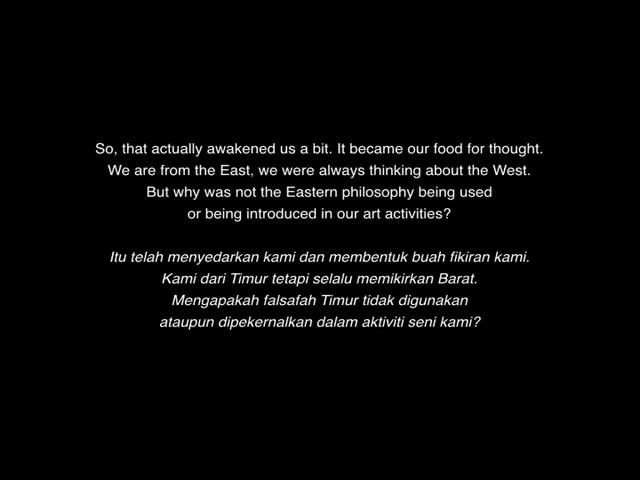 So, that actually awakened us a bit. It became our food for thought.
We are from the East, we were always thinking about the West.
But why was not the Eastern philosophy being used
or being introduced in our art activities?
Itu telah menyedarkan kami dan membentuk buah fikiran kami.
Kami dari Timur tetapi selalu memikirkan Barat.
Mengapakah falsafah Timur tidak digunakan
ataupun dipekernalkan dalam aktiviti seni kami?